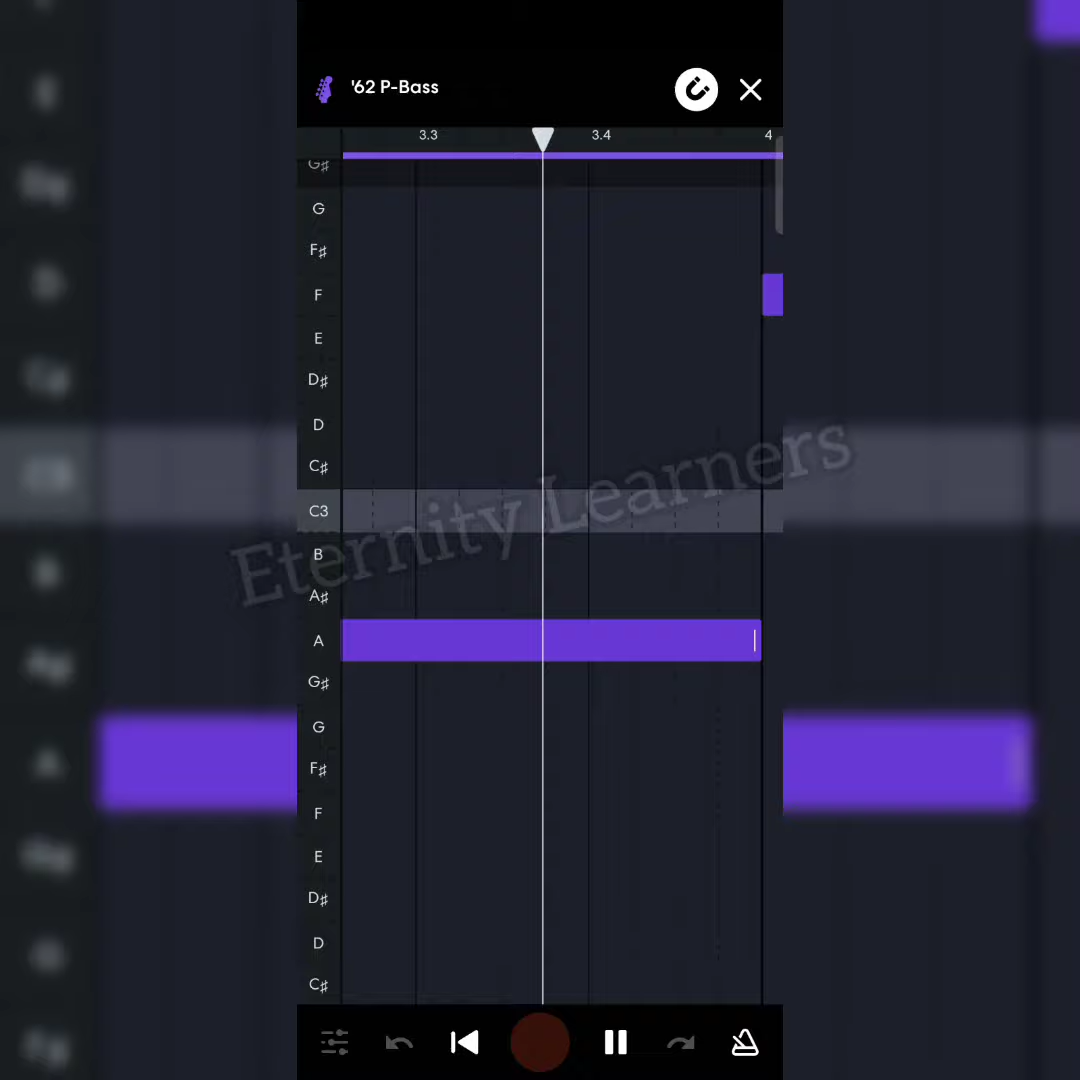 '62 P-Bass
3.3 3.4 4
G♯
G
F♯
F
E
D♯
D
C♯
C3
B
A♯
A
G♯
G
F♯
F
E
D♯
D
C♯
Eternity Learners